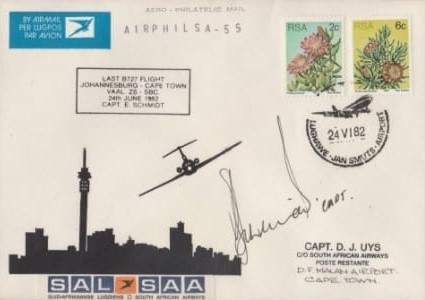 AERO - PHILATELIC MAIL
BY AIRMAIL
PER LUGPOS
PAR AVION
AIRPHILSA-55
RSA 2c
RSA 6c
LAST B727 FLIGHT
JOHANNESBURG - CAPE TOWN
VAAL. ZS - SBC
24th JUNE 1982
CAPT. E. SCHMIDT
24 VI 82
LUGHAWE - JAN SMUTS - AIRPORT
CAPT.
CAPT. D. J. UYS
C/O SOUTH AFRICAN AIRWAYS
POSTE RESTANTE
D.F. MALAN AIRPORT.
CAPE TOWN.
SAL SAA
SUID-AFRIKAANSE LUGDIENS SOUTH AFRICAN AIRWAYS